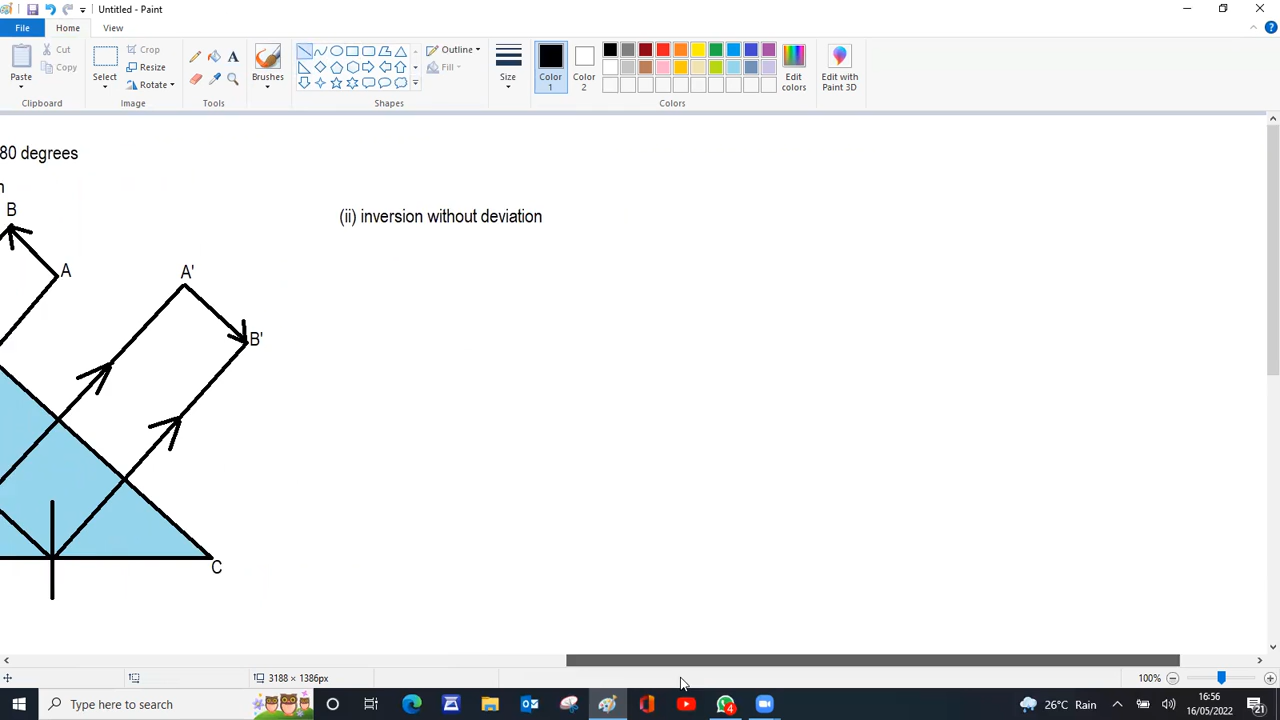 Untitled - Paint
File
Home
View
Paste
Cut
Copy
Clipboard
Select
Crop
Resize
Rotate
Image
A
Tools
Brushes
Shapes
Outline
Fill
Size
Color 1
Color 2
Edit colors
Colors
Edit with Paint 3D
80 degrees
n
B
A
A'
B'
C
(ii) inversion without deviation
3188 × 1386px
100%
Type here to search
4
26°C Rain
16:56
16/05/2022
21